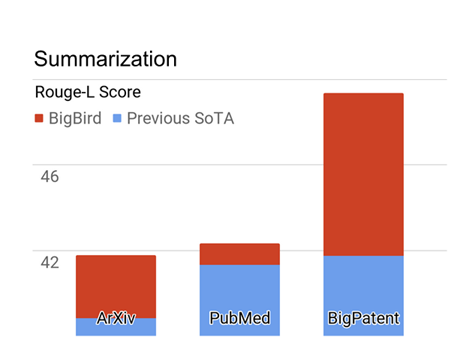 Summarization
Rouge-L Score
BigBird Previous SoTA
46
42
ArXiv PubMed BigPatent